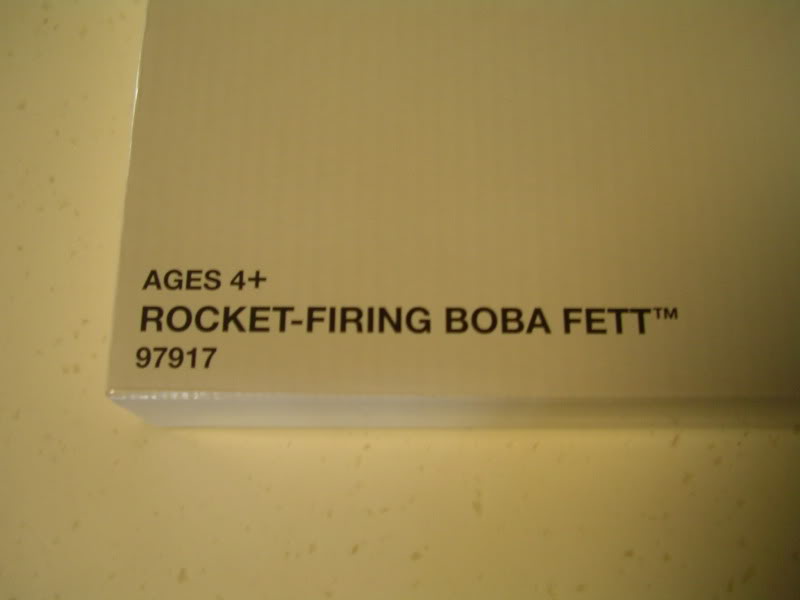 AGES 4+
ROCKET-FIRING BOBA FETT™
97917